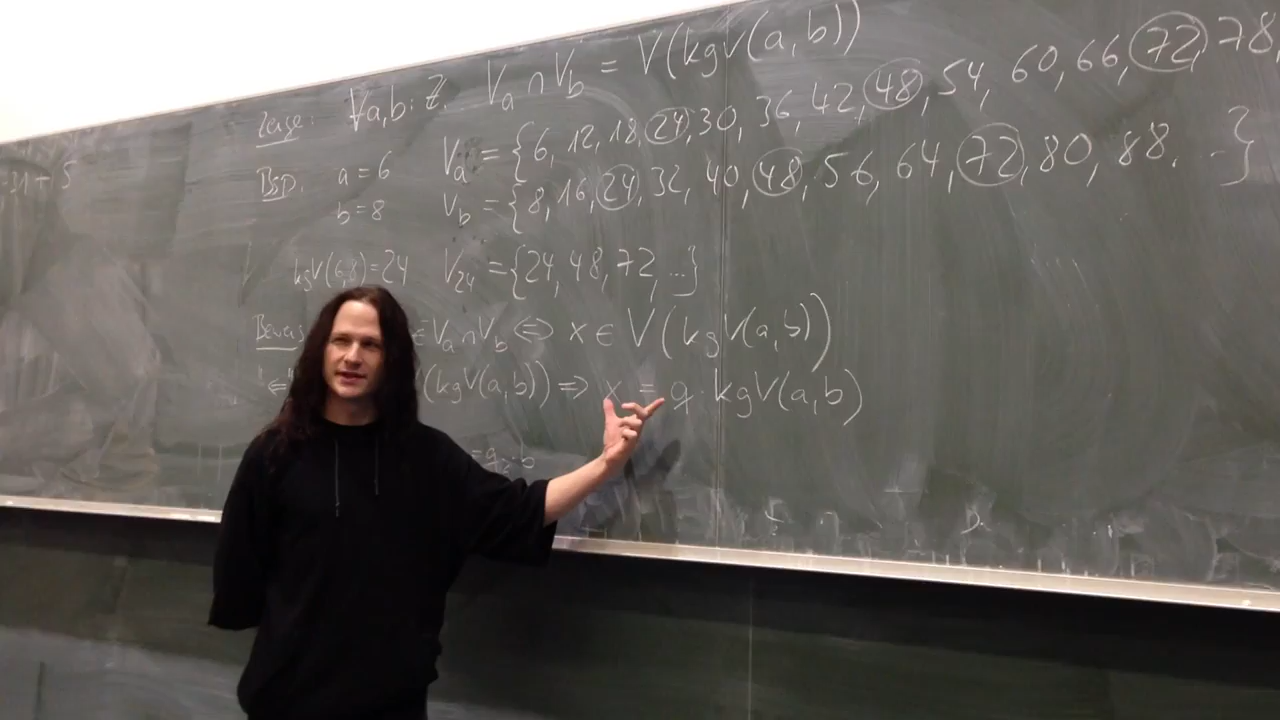 Zeige: ∀a,b: ℤ. V_a ∩ V_b = V(kgV(a,b))
Bsp: a=6 V_a = {6, 12, 18, 24, 30, 36, 42, 48, 54, 60, 66, 72, 78,
b=8 V_b = {8, 16, 24, 32, 40, 48, 56, 64, 72, 80, 88, ...}
kgV(6,8)=24 V_24 = {24, 48, 72, ...}
Beweis ∈ V_a ∩ V_b ⇔ x ∈ V(kgV(a,b))
"⇐" (kgV(a,b)) ⇒ x = q · kgV(a,b)
= q_2 · b